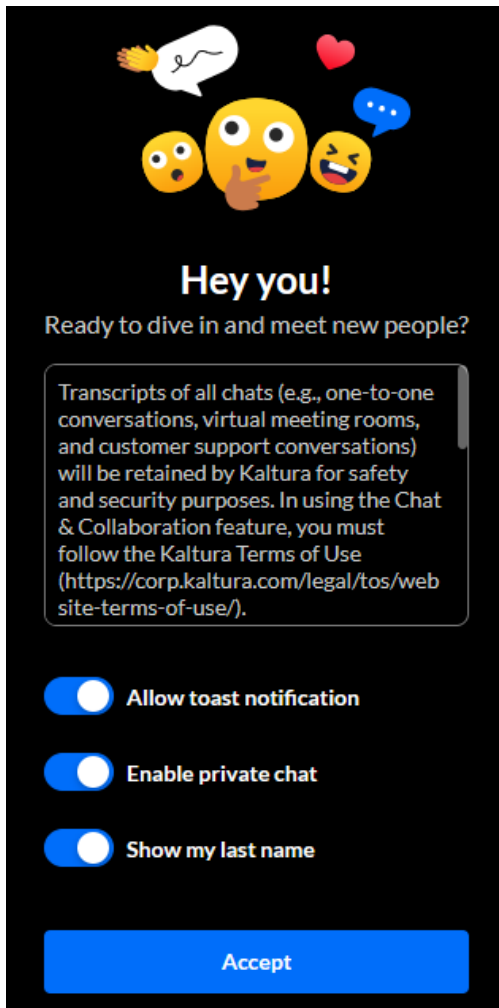 Hey you!
Ready to dive in and meet new people?
Transcripts of all chats (e.g., one-to-one
conversations, virtual meeting rooms,
and customer support conversations)
will be retained by Kaltura for safety
and security purposes. In using the Chat
& Collaboration feature, you must
follow the Kaltura Terms of Use
(https://corp.kaltura.com/legal/tos/web
site-terms-of-use/).
Allow toast notification
Enable private chat
Show my last name
Accept